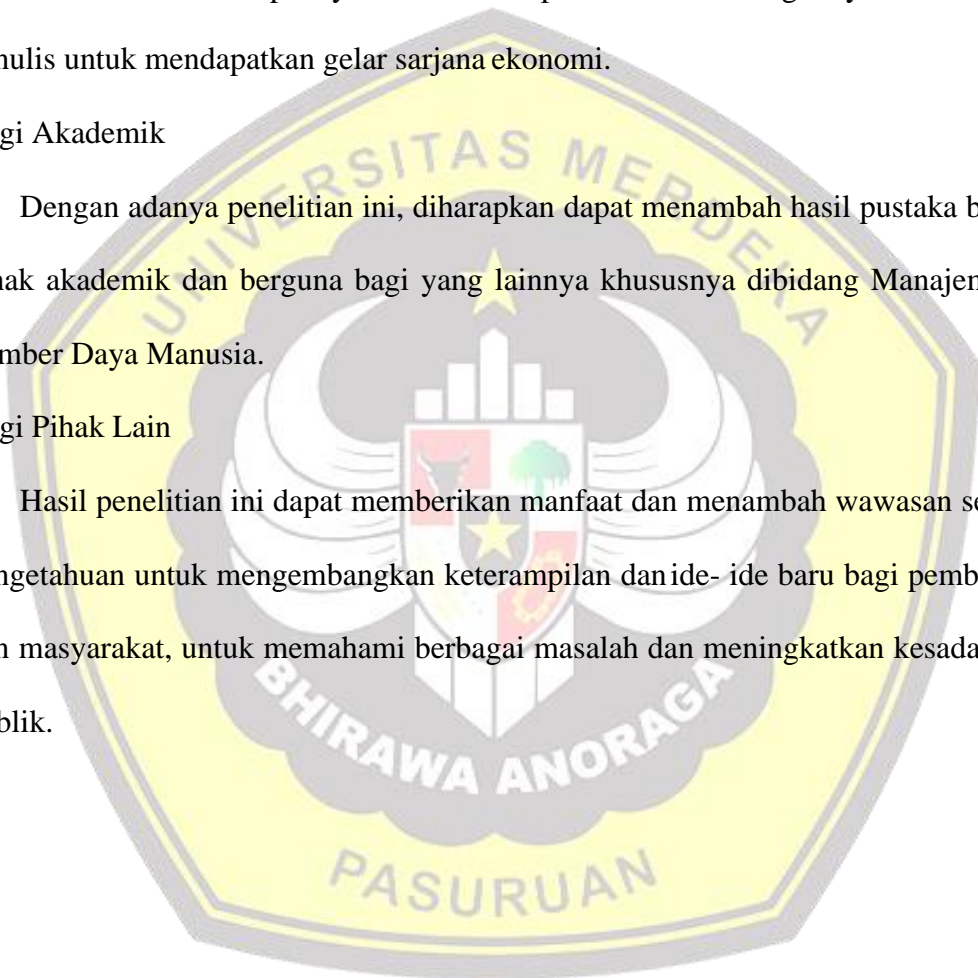 nulis untuk mendapatkan gelar sarjana ekonomi.
gi Akademik
Dengan adanya penelitian ini, diharapkan dapat menambah hasil pustaka b
ak akademik dan berguna bagi yang lainnya khususnya dibidang Manajem
mber Daya Manusia.
gi Pihak Lain
Hasil penelitian ini dapat memberikan manfaat dan menambah wawasan se
ngetahuan untuk mengembangkan keterampilan dan ide- ide baru bagi pemb
n masyarakat, untuk memahami berbagai masalah dan meningkatkan kesada
blik.
UNIVERSITAS MERDEKA
BHIRAWA ANORAGA
PASURUAN